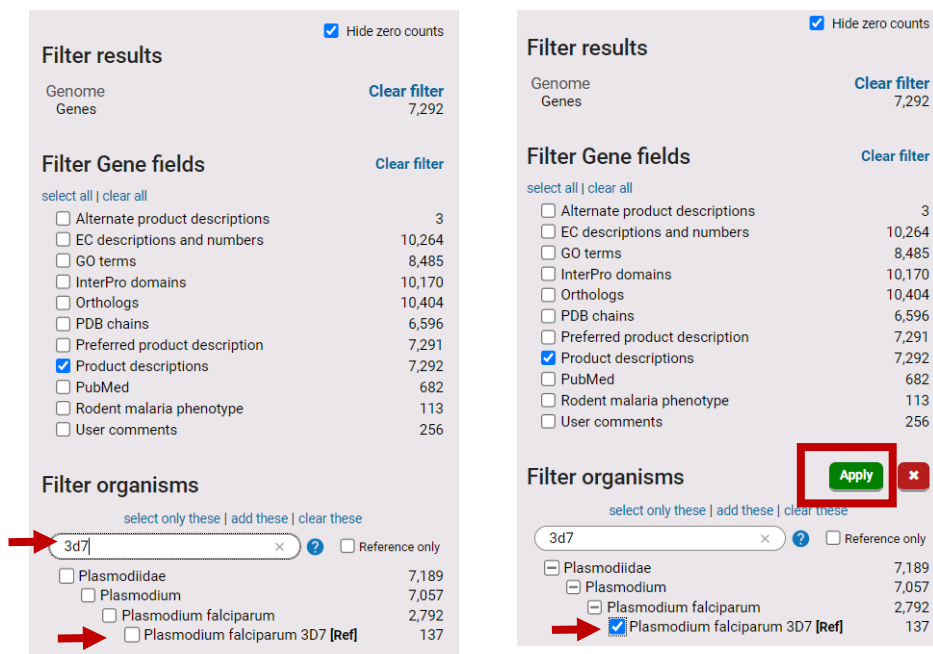 Hide zero counts
Filter results
Genome Clear filter
Genes 7,292
Filter Gene fields Clear filter
select all | clear all
Alternate product descriptions 3
EC descriptions and numbers 10,264
GO terms 8,485
InterPro domains 10,170
Orthologs 10,404
PDB chains 6,596
Preferred product description 7,291
Product descriptions 7,292
PubMed 682
Rodent malaria phenotype 113
User comments 256
Filter organisms
select only these | add these | clear these
3d7 × ? Reference only
Plasmodiidae 7,189
Plasmodium 7,057
Plasmodium falciparum 2,792
Plasmodium falciparum 3D7 [Ref] 137
Hide zero counts
Filter results
Genome Clear filter
Genes 7,292
Filter Gene fields Clear filter
select all | clear all
Alternate product descriptions 3
EC descriptions and numbers 10,264
GO terms 8,485
InterPro domains 10,170
Orthologs 10,404
PDB chains 6,596
Preferred product description 7,291
Product descriptions 7,292
PubMed 682
Rodent malaria phenotype 113
User comments 256
Filter organisms Apply ×
select only these | add these | clear these
3d7 × ? Reference only
Plasmodiidae 7,189
Plasmodium 7,057
Plasmodium falciparum 2,792
Plasmodium falciparum 3D7 [Ref] 137